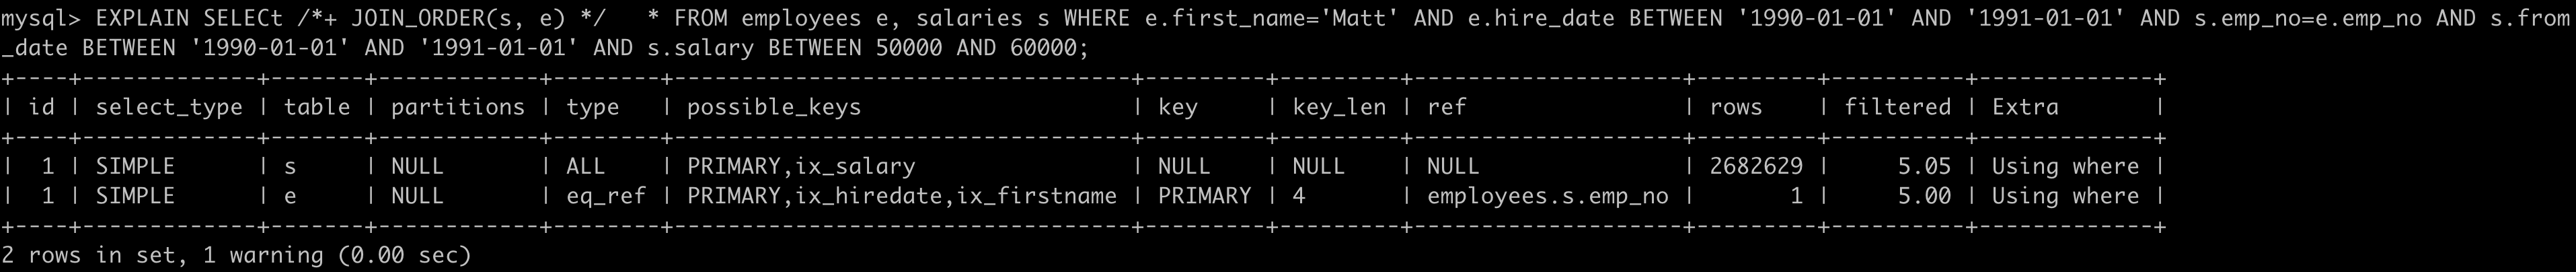 mysql> EXPLAIN SELECt /*+ JOIN_ORDER(s, e) */   * FROM employees e, salaries s WHERE e.first_name='Matt' AND e.hire_date BETWEEN '1990-01-01' AND '1991-01-01' AND s.emp_no=e.emp_no AND s.from
_date BETWEEN '1990-01-01' AND '1991-01-01' AND s.salary BETWEEN 50000 AND 60000;
+----+-------------+-------+------------+--------+----------------------------------+---------+---------+--------------------+---------+----------+-------------+
| id | select_type | table | partitions | type   | possible_keys                    | key     | key_len | ref                | rows    | filtered | Extra       |
+----+-------------+-------+------------+--------+----------------------------------+---------+---------+--------------------+---------+----------+-------------+
|  1 | SIMPLE      | s     | NULL       | ALL    | PRIMARY,ix_salary                | NULL    | NULL    | NULL               | 2682629 |     5.05 | Using where |
|  1 | SIMPLE      | e     | NULL       | eq_ref | PRIMARY,ix_hiredate,ix_firstname | PRIMARY | 4       | employees.s.emp_no |       1 |     5.00 | Using where |
+----+-------------+-------+------------+--------+----------------------------------+---------+---------+--------------------+---------+----------+-------------+
2 rows in set, 1 warning (0.00 sec)